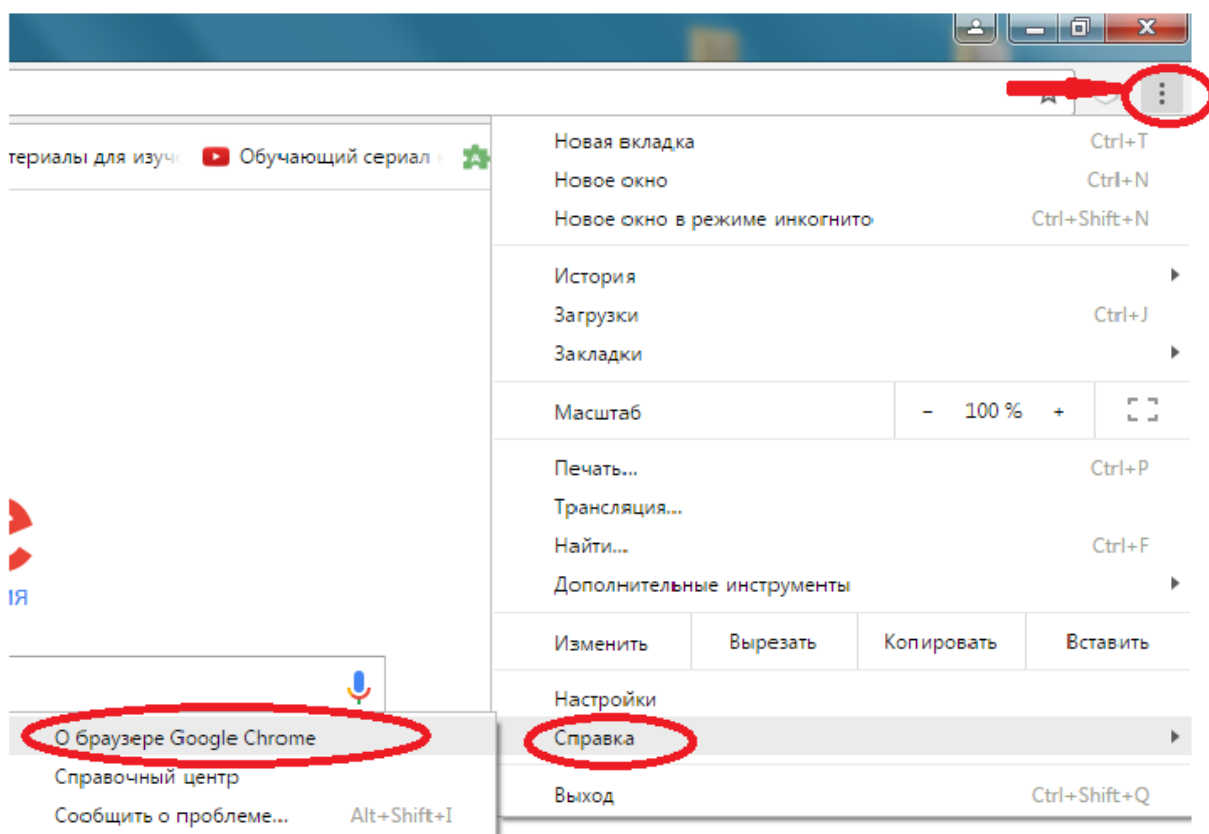 териалы для изуч
Обучающий сериал
Новая вкладка Ctrl+T
Новое окно Ctrl+N
Новое окно в режиме инкогнито Ctrl+Shift+N
История
Загрузки Ctrl+J
Закладки
Масштаб - 100 % +
Печать... Ctrl+P
Трансляция...
Найти... Ctrl+F
Дополнительные инструменты
Изменить Вырезать Копировать Вставить
Настройки
Справка
Выход Ctrl+Shift+Q
ия
О браузере Google Chrome
Справочный центр
Сообщить о проблеме... Alt+Shift+I